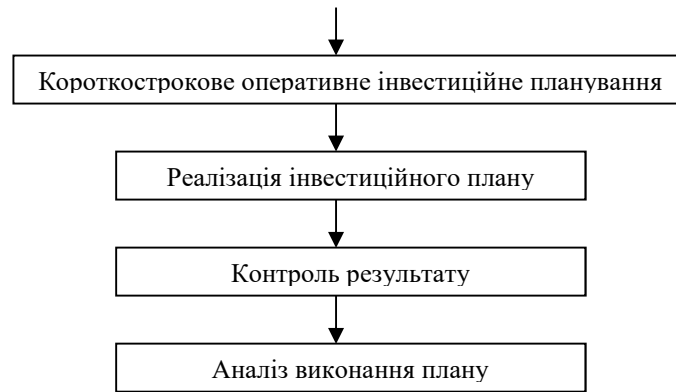 Короткострокове оперативне інвестиційне планування
Реалізація інвестиційного плану
Контроль результату
Аналіз виконання плану